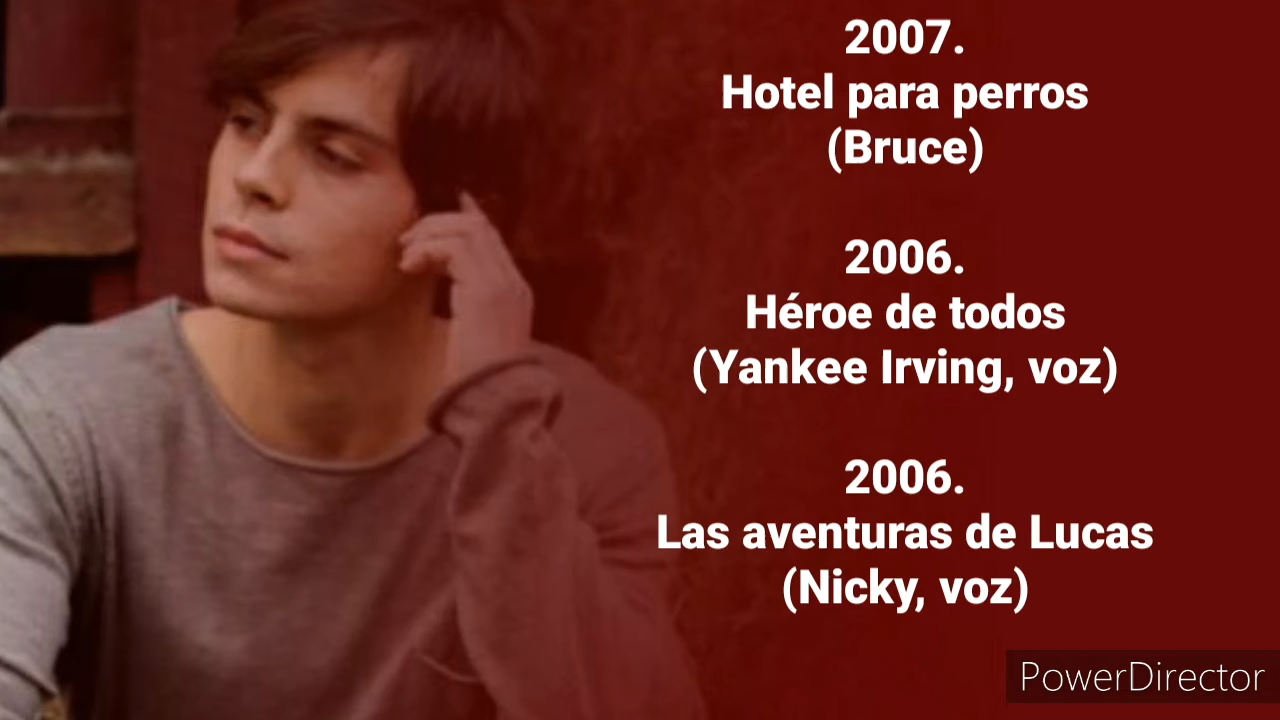 2007.
Hotel para perros
(Bruce)
2006.
Héroe de todos
(Yankee Irving, voz)
2006.
Las aventuras de Lucas
(Nicky, voz)
PowerDirector